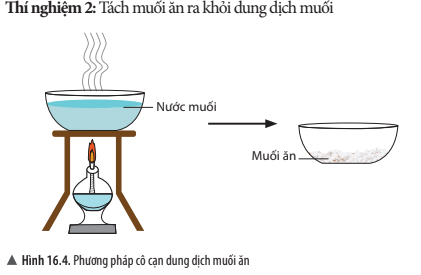 Thí nghiệm 2: Tách muối ăn ra khỏi dung dịch muối
Nước muối
Muối ăn
▲ Hình 16.4. Phương pháp cô cạn dung dịch muối ăn